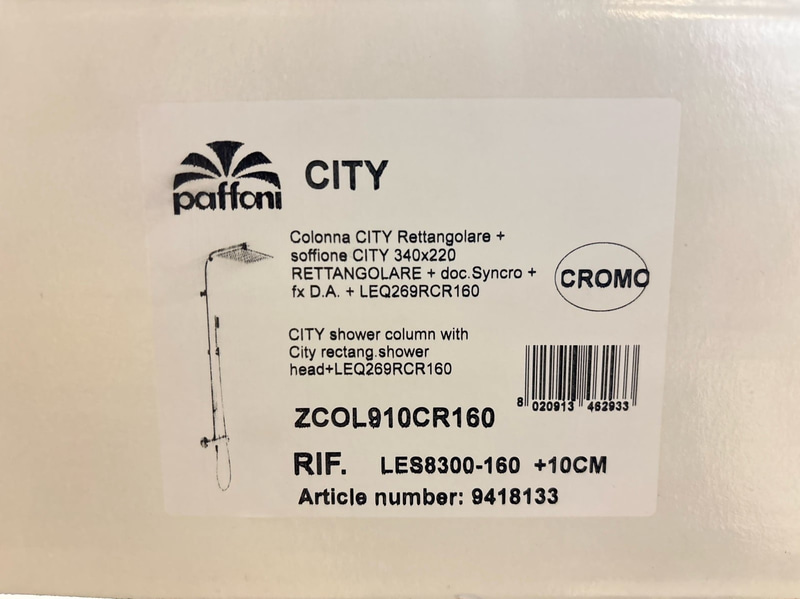 paffoni
CITY
Colonna CITY Rettangolare +
soffione CITY 340x220
RETTANGOLARE + doc.Syncro +
fx D.A. + LEQ269RCR160
CROMO
CITY shower column with
City rectang.shower
head+LEQ269RCR160
8 020913 462933
ZCOL910CR160
RIF. LES8300-160 +10CM
Article number: 9418133